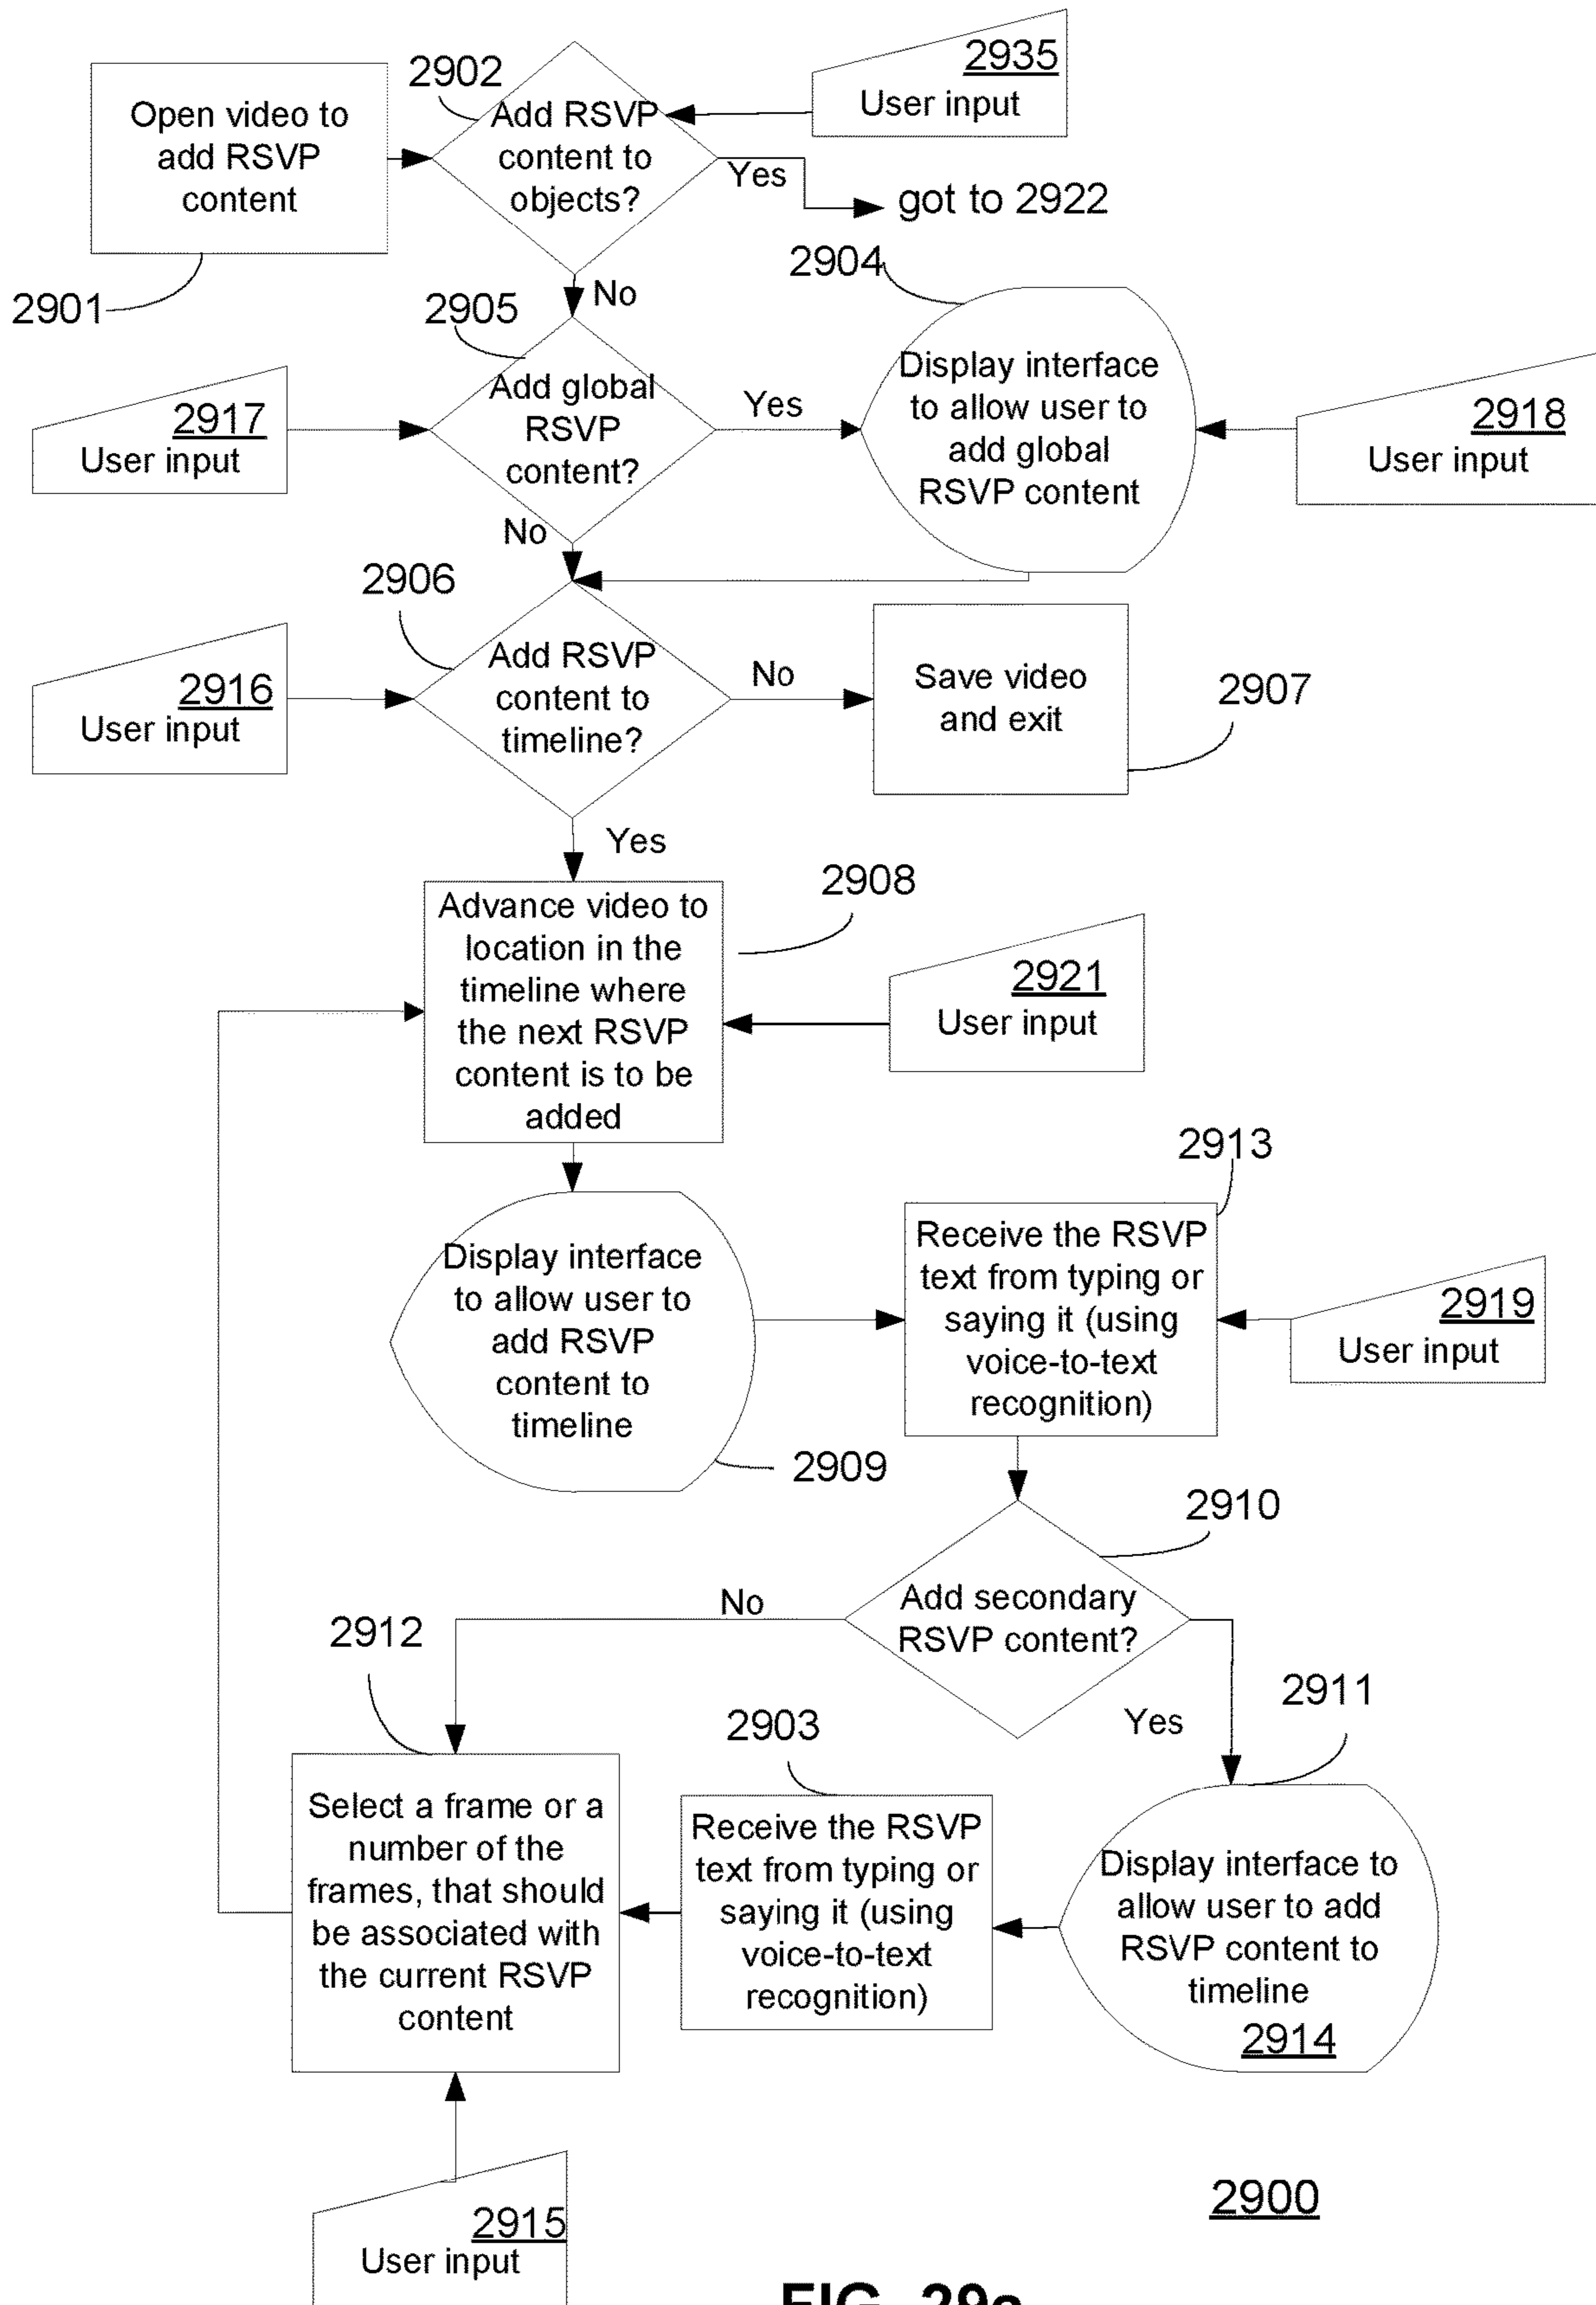 2902
2935
User input
Open video to
add RSVP
content
Add RSVP
content to
objects?
Yes
got to 2922
2901
No
2904
2905
2917
User input
Add global
RSVP
content?
Yes
Display interface
to allow user to
add global
RSVP content
2918
User input
No
2906
2916
User input
Add RSVP
content to
timeline?
No
Save video
and exit
2907
Yes
2908
Advance video to
location in the
timeline where
the next RSVP
content is to be
added
2921
User input
2913
Display interface
to allow user to
add RSVP
content to
timeline
Receive the RSVP
text from typing or
saying it (using
voice-to-text
recognition)
2919
User input
2909
2910
No
Add secondary
RSVP content?
2912
2911
Yes
2903
Select a frame or a
number of the
frames, that should
be associated with
the current RSVP
content
Receive the RSVP
text from typing or
saying it (using
voice-to-text
recognition)
Display interface to
allow user to add
RSVP content to
timeline
2914
2900
2915
User input